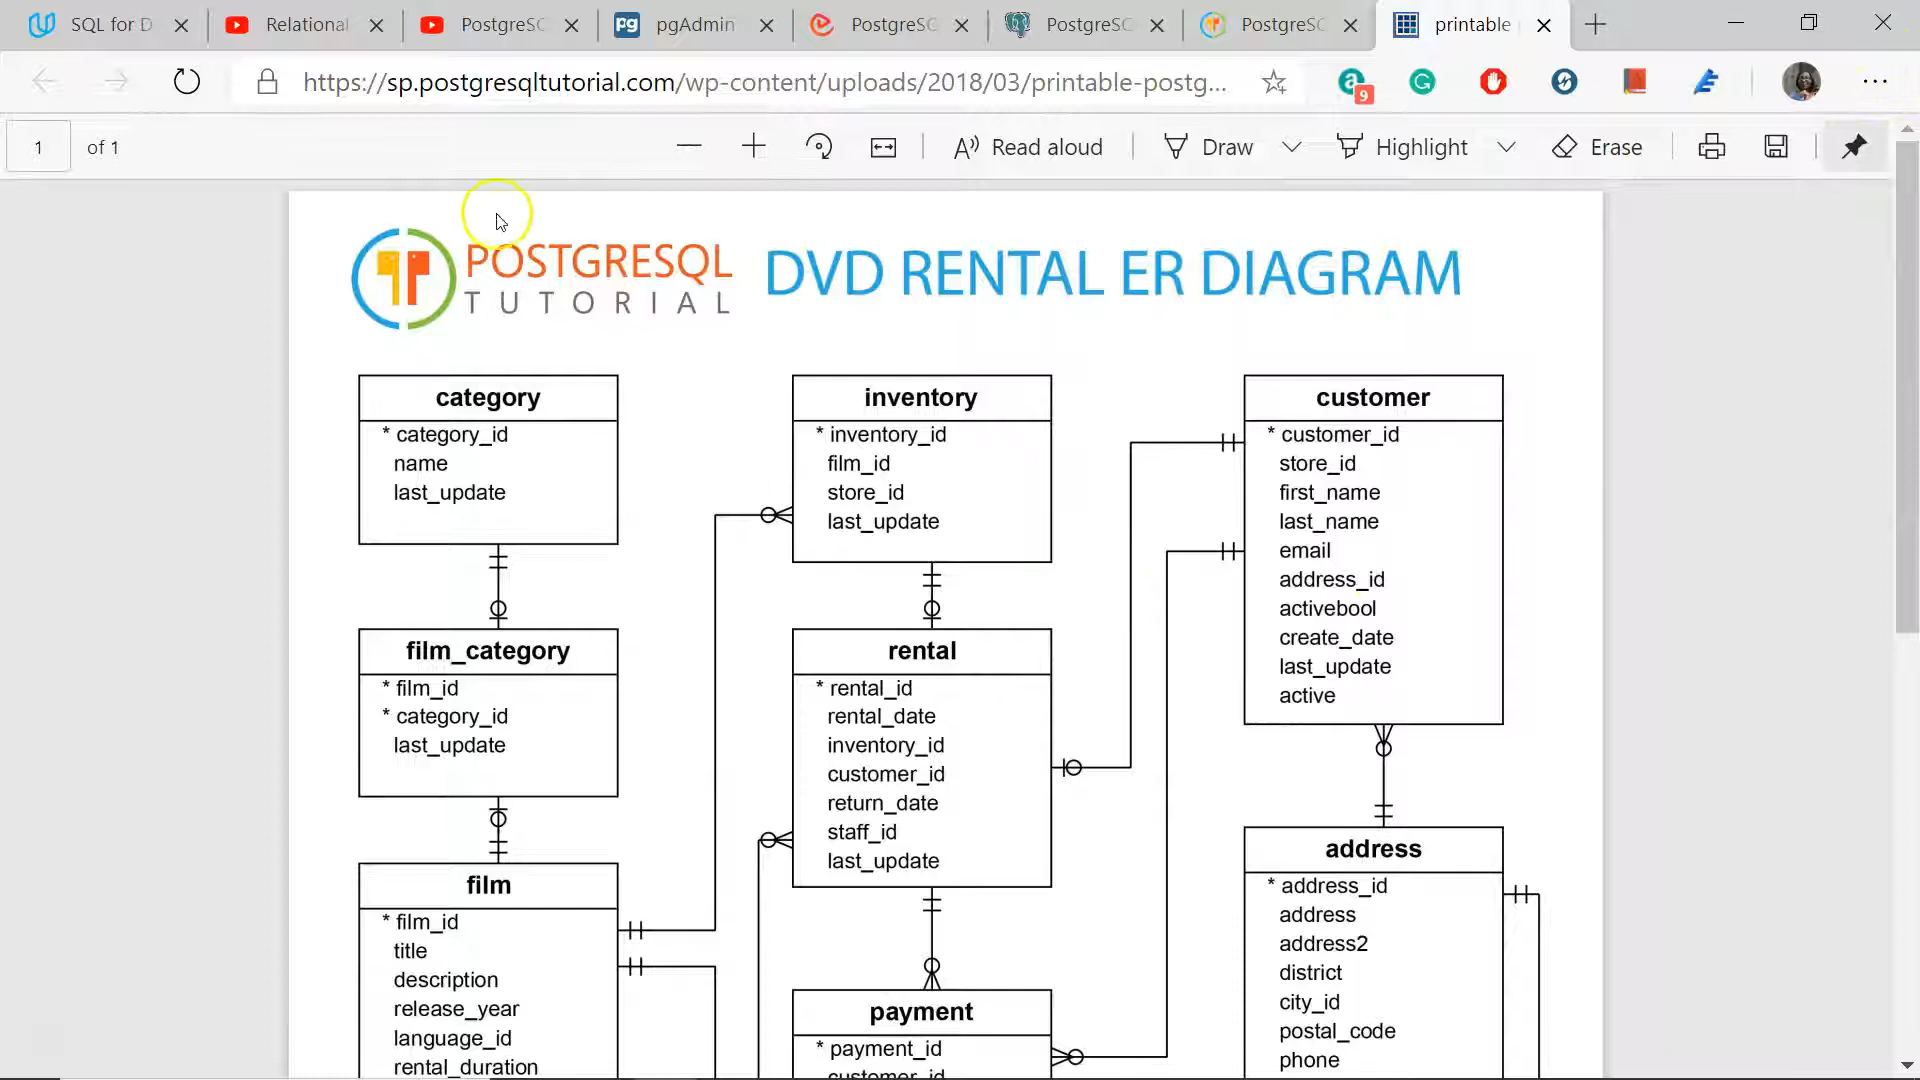 SQL for D
Relational
PostgreSC
pgAdmin
PostgreSG
PostgreSC
PostgreSC
printable
https://sp.postgresqltutorial.com/wp-content/uploads/2018/03/printable-postg...
9
1 of 1
Read aloud
Draw
Highlight
Erase
POSTGRESQL
TUTORIAL
DVD RENTAL ER DIAGRAM
category
* category_id
name
last_update
film_category
* film_id
* category_id
last_update
film
* film_id
title
description
release_year
language_id
rental_duration
inventory
* inventory_id
film_id
store_id
last_update
rental
* rental_id
rental_date
inventory_id
customer_id
return_date
staff_id
last_update
payment
* payment_id
customer_id
customer
* customer_id
store_id
first_name
last_name
email
address_id
activebool
create_date
last_update
active
address
* address_id
address
address2
district
city_id
postal_code
phone